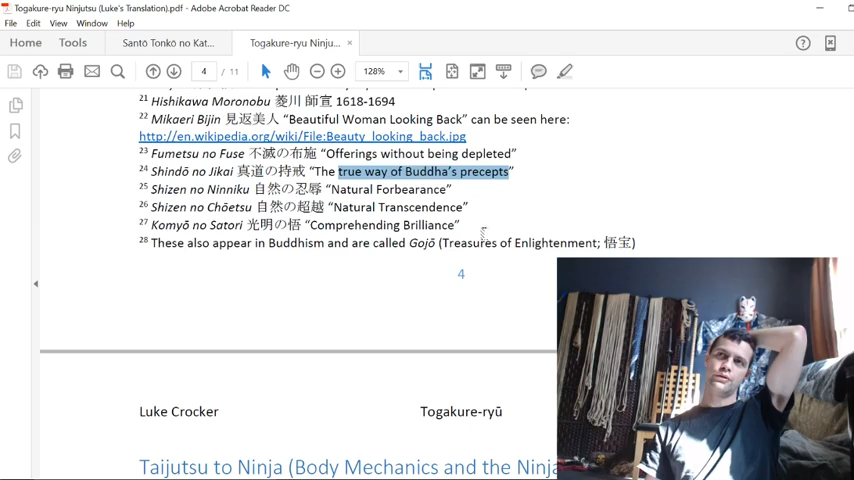 Togakure-ryu Ninjutsu (Luke's Translation).pdf - Adobe Acrobat Reader DC
File Edit View Window Help
Home Tools Santō Tonkō no Kat... Togakure-ryu Ninju... ×
4 / 11 128%
21 Hishikawa Moronobu 菱川 師宣 1618-1694
22 Mikaeri Bijin 見返美人 “Beautiful Woman Looking Back” can be seen here:
http://en.wikipedia.org/wiki/File:Beauty_looking_back.jpg
23 Fumetsu no Fuse 不滅の布施 “Offerings without being depleted”
24 Shindō no Jikai 真道の持戒 “The true way of Buddha’s precepts”
25 Shizen no Ninniku 自然の忍辱 “Natural Forbearance”
26 Shizen no Chōetsu 自然の超越 “Natural Transcendence”
27 Komyō no Satori 光明の悟 “Comprehending Brilliance”
28 These also appear in Buddhism and are called Gojō (Treasures of Enlightenment; 悟宝)
4
Luke Crocker Togakure-ryū
Taijutsu to Ninja (Body Mechanics and the Ninja